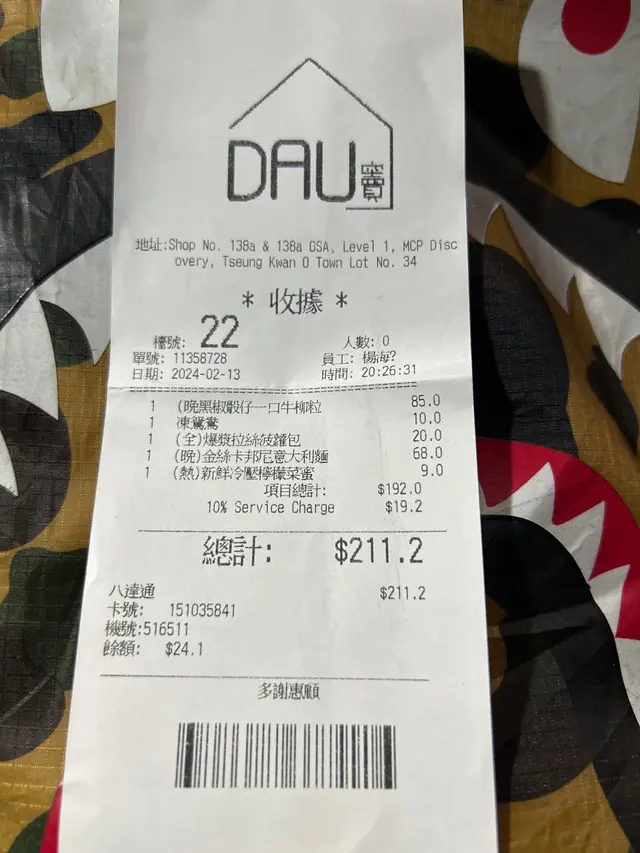 DAU 竇
地址:Shop No. 138a & 138a OSA, Level 1, MCP Disc
overy, Tseung Kwan O Town Lot No. 34
* 收據 *
檯號: 22 人數: 0
單號: 11358728 員工: 楊海?
日期: 2024-02-13 時間: 20:26:31
1 (晚黑椒骰仔一口牛柳粒 85.0
1 凍鴛鴦 10.0
1 (全)爆漿拉絲菠蘿包 20.0
1 (晚)金絲卡邦尼意大利麵 68.0
1 (熱)新鮮冷壓檸檬菜蜜 9.0
項目總計: $192.0
10% Service Charge $19.2
總計: $211.2
八達通 $211.2
卡號: 151035841
機號:516511
餘額: $24.1
多謝惠顧